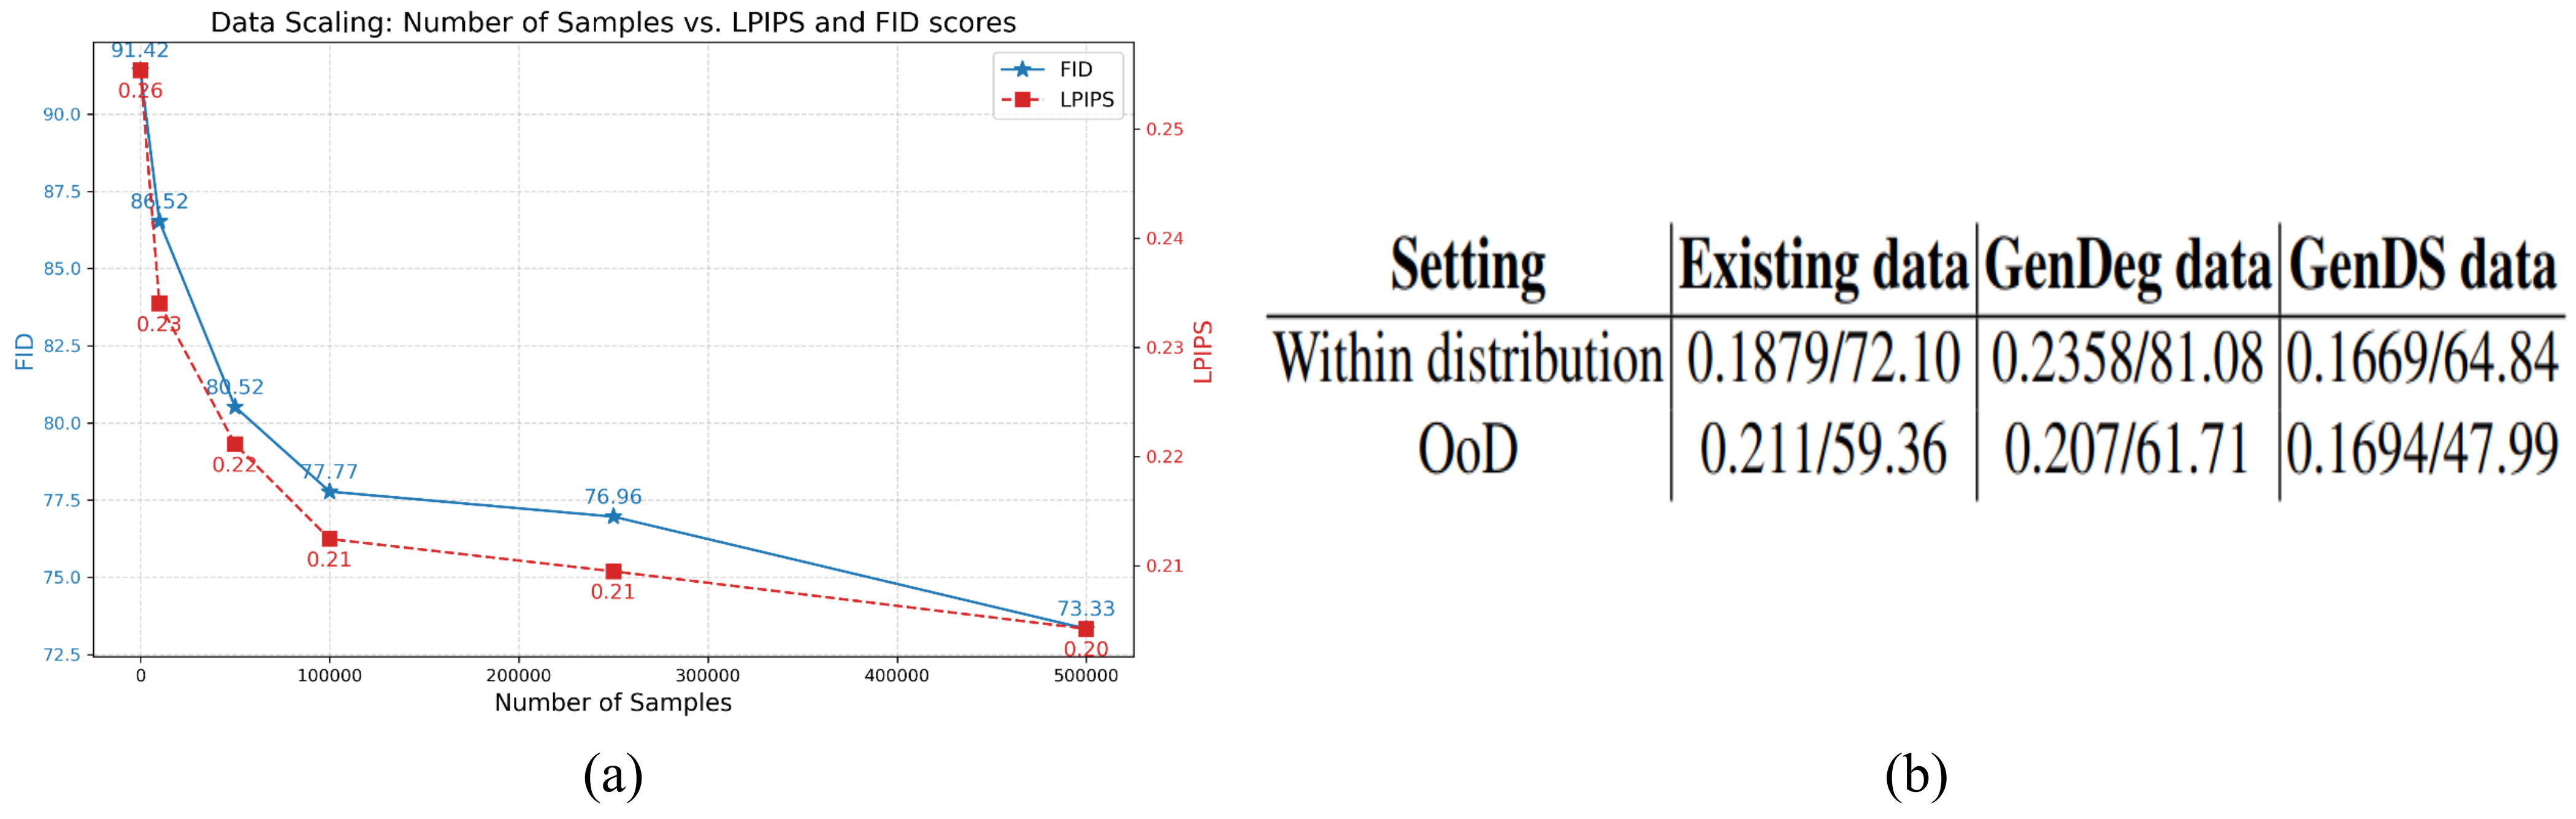 Data Scaling: Number of Samples vs. LPIPS and FID scores
91.42
0.26
86.52
0.23
80.52
0.22
77.77
0.21
76.96
0.21
73.33
0.20
FID
LPIPS
FID
90.0
87.5
85.0
82.5
80.0
77.5
75.0
72.5
LPIPS
0.25
0.24
0.23
0.22
0.21
0 100000 200000 300000 400000 500000
Number of Samples
(a)
Setting Existing data GenDeg data GenDS data
Within distribution 0.1879/72.10 0.2358/81.08 0.1669/64.84
OoD 0.211/59.36 0.207/61.71 0.1694/47.99
(b)